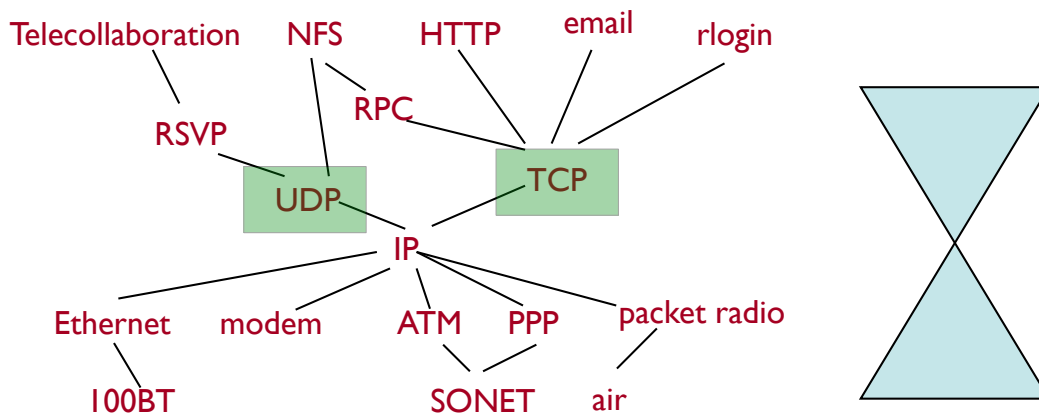 Telecollaboration NFS HTTP email rlogin
RPC
RSVP
UDP TCP
IP
Ethernet modem ATM PPP packet radio
100BT SONET air